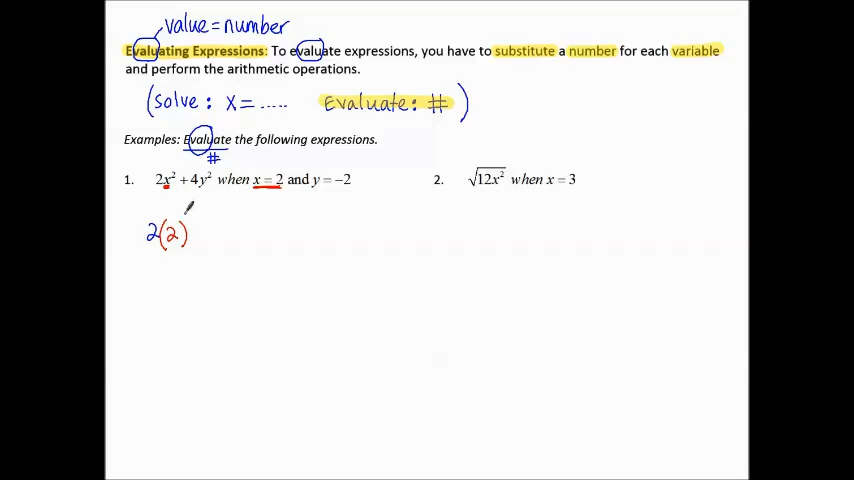 value = number
Evaluating Expressions: To evaluate expressions, you have to substitute a number for each variable
and perform the arithmetic operations.
(solve: x = ..... Evaluate: #)
Examples: Evaluate the following expressions.
#
1. 2x² + 4y² when x = 2 and y = −2
2. √12x² when x = 3
2(2)